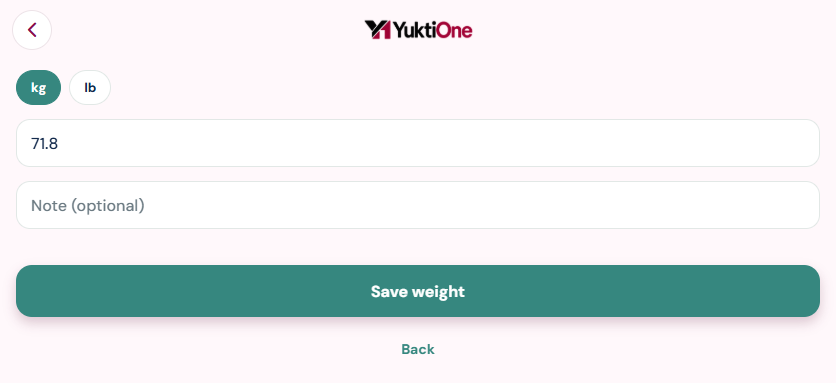 YuktiOne
kg
lb
71.8
Note (optional)
Save weight
Back